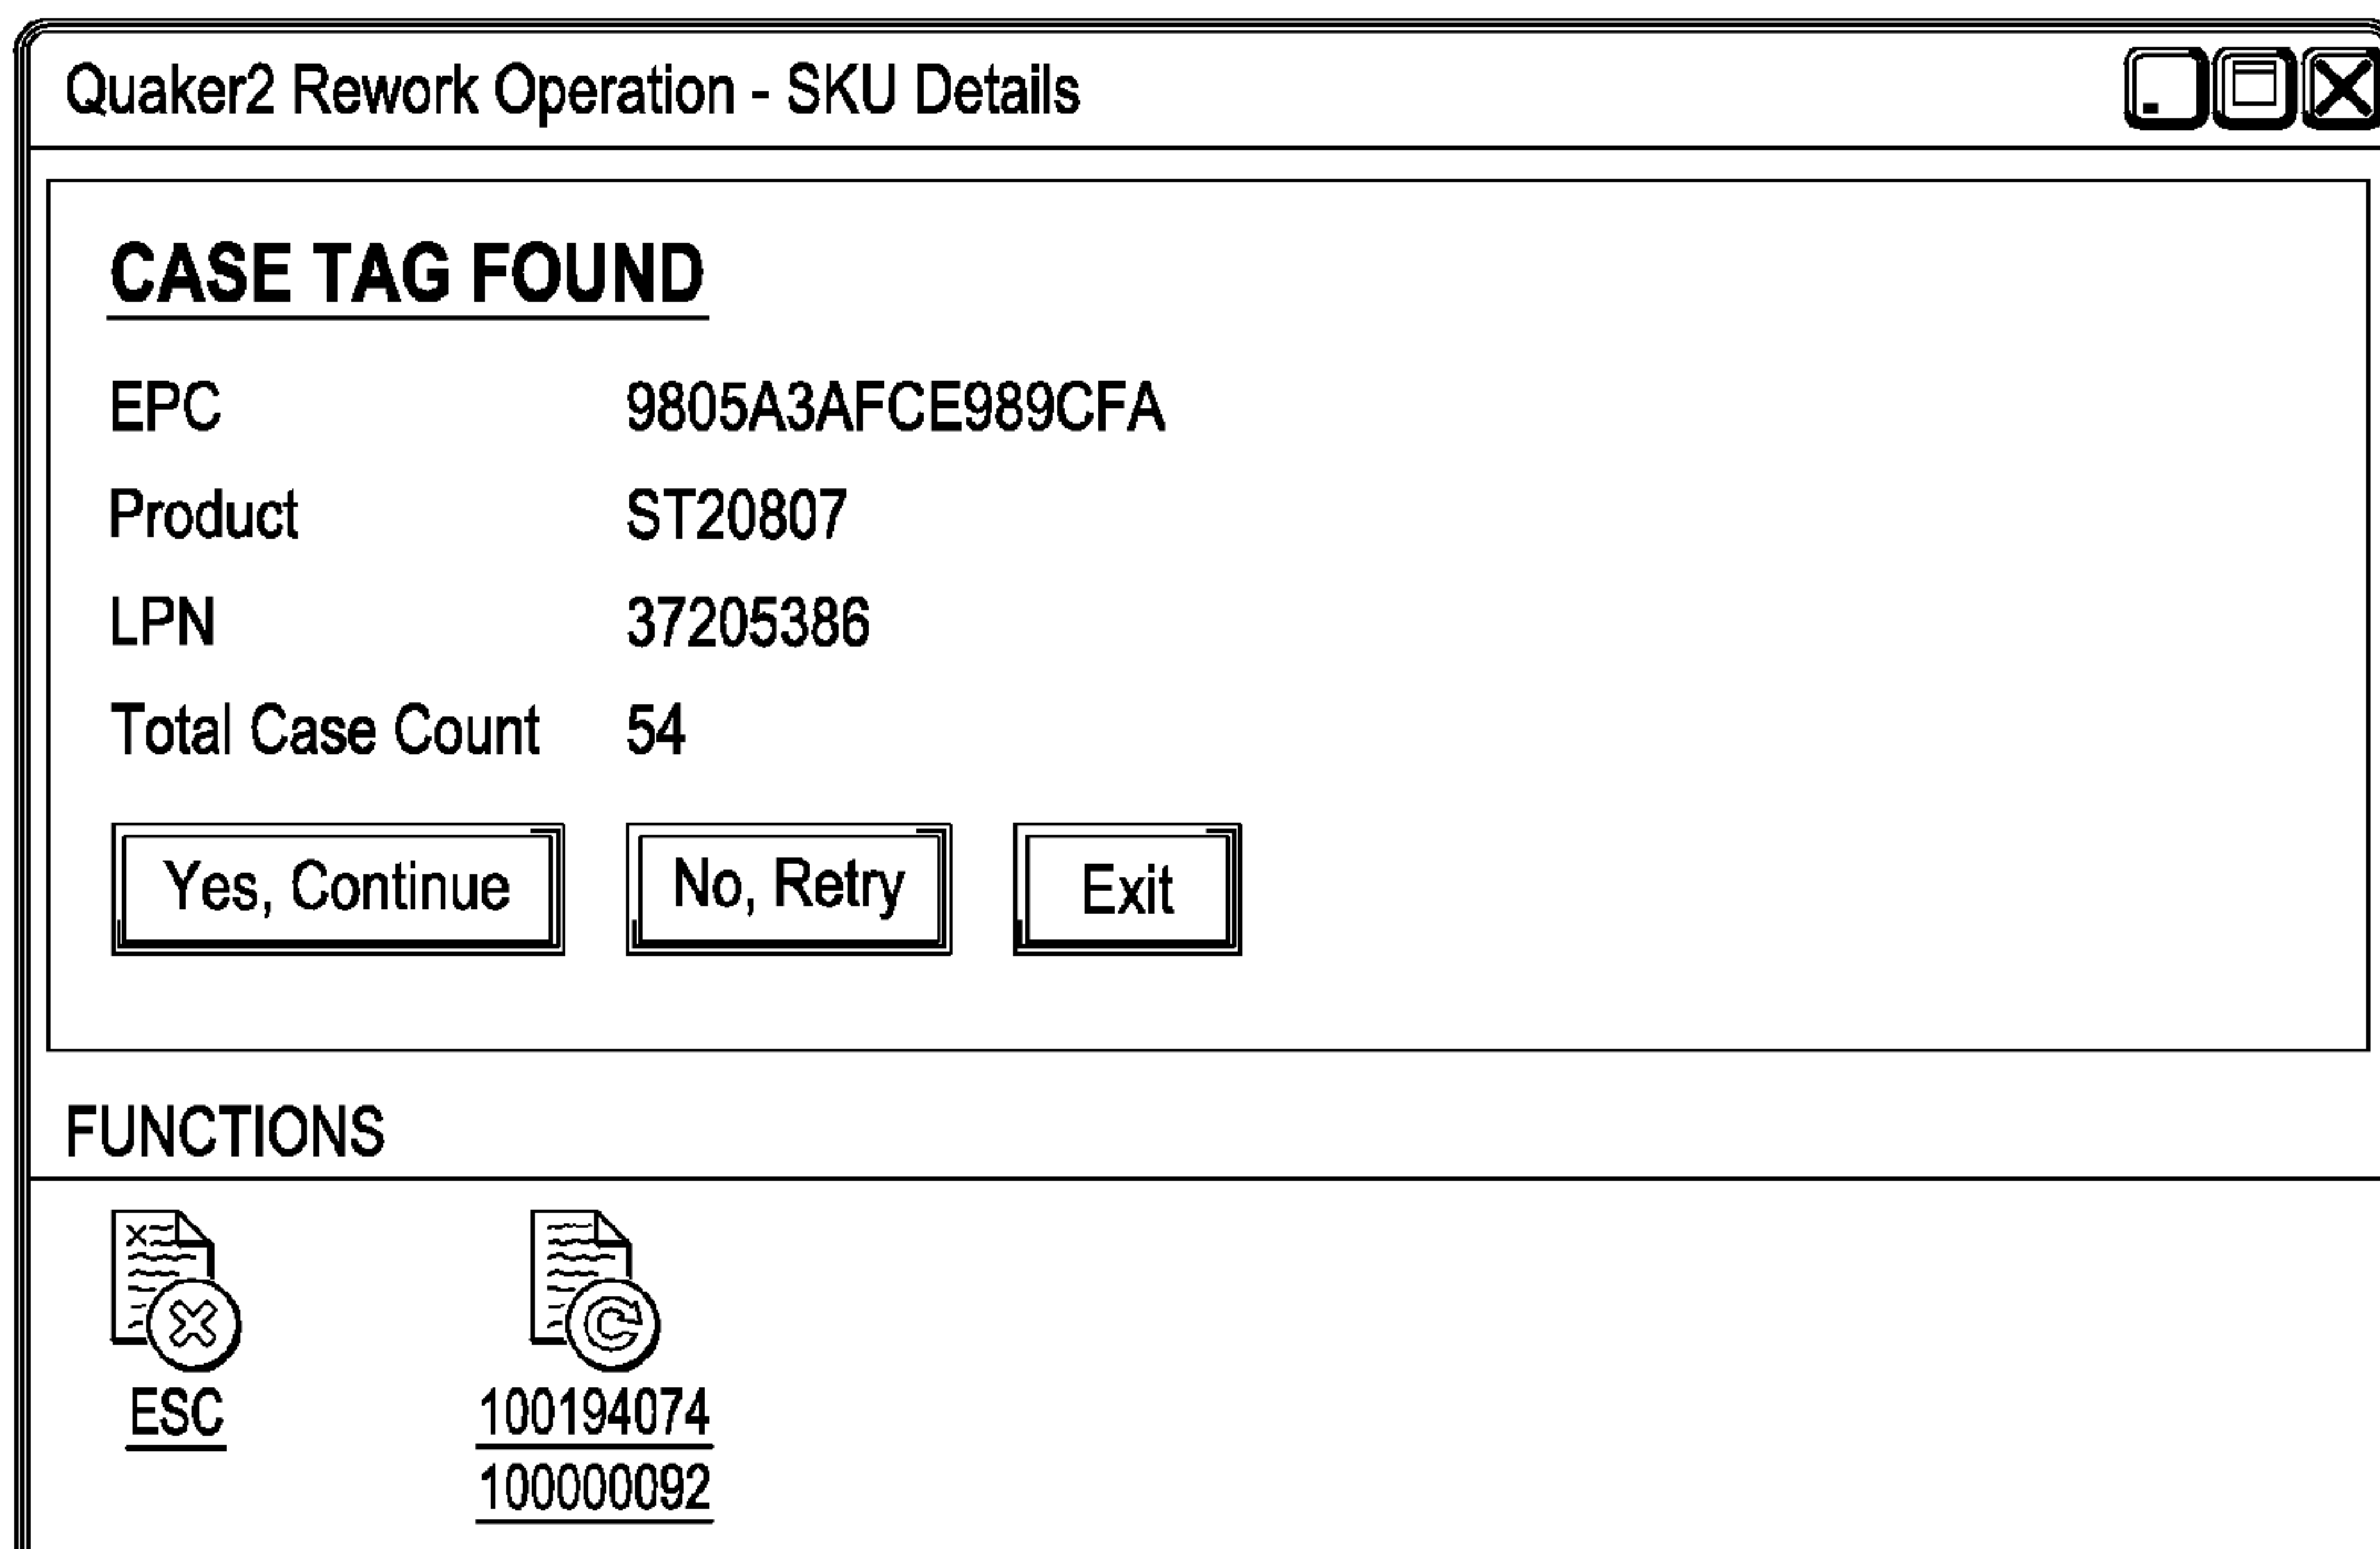 Quaker2 Rework Operation - SKU Details
CASE TAG FOUND
EPC 9805A3AFCE989CFA
Product ST20807
LPN 37205386
Total Case Count 54
Yes, Continue No, Retry Exit
FUNCTIONS
ESC 100194074
100000092